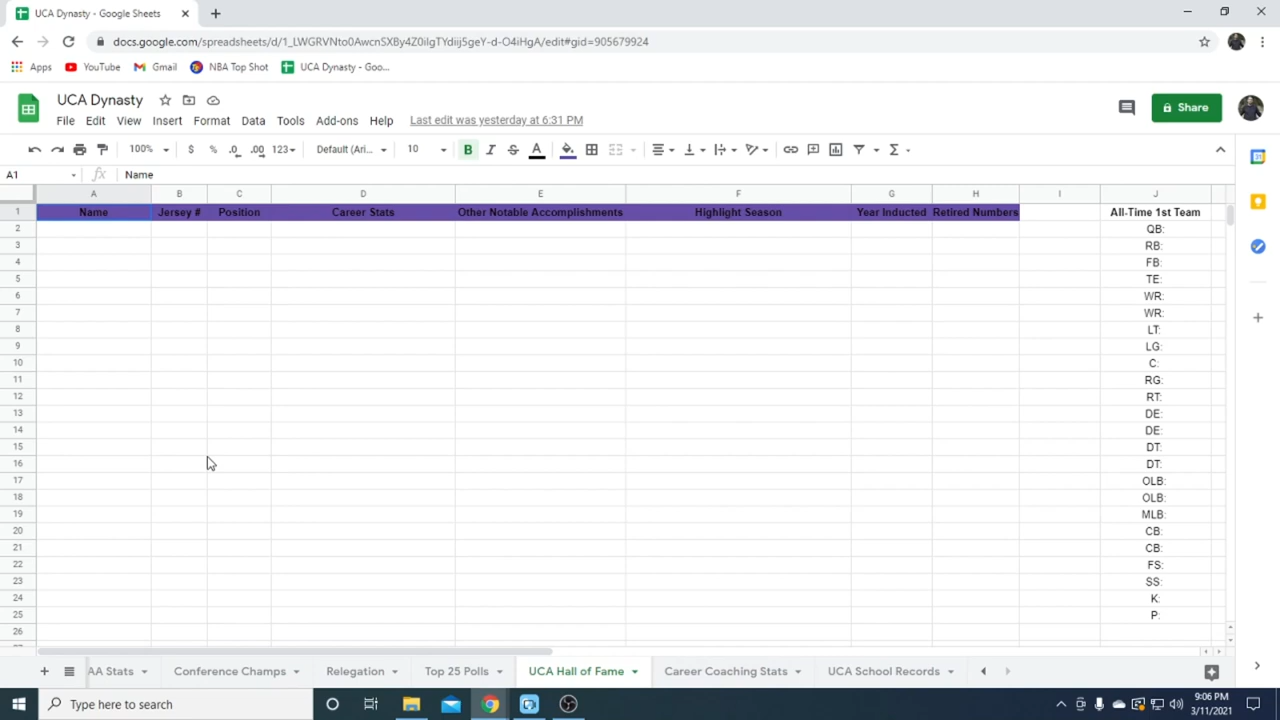 UCA Dynasty - Google Sheets
docs.google.com/spreadsheets/d/1_LWGRVNto0AwcnSXBy4Z0ilgTYdiij5geY-d-O4iHgA/edit#gid=905679924
Apps YouTube Gmail NBA Top Shot UCA Dynasty - Goo...
UCA Dynasty
File Edit View Insert Format Data Tools Add-ons Help Last edit was yesterday at 6:31 PM
Share
100% $ % .0 .00 123 Default (Ari... 10 B I S A Σ
A1 fx Name
A B C D E F G H I J
1 Name Jersey # Position Career Stats Other Notable Accomplishments Highlight Season Year Inducted Retired Numbers All-Time 1st Team
2 QB:
3 RB:
4 FB:
5 TE:
6 WR:
7 WR:
8 LT:
9 LG:
10 C:
11 RG:
12 RT:
13 DE:
14 DE:
15 DT:
16 DT:
17 OLB:
18 OLB:
19 MLB:
20 CB:
21 CB:
22 FS:
23 SS:
24 K:
25 P:
26
AA Stats Conference Champs Relegation Top 25 Polls UCA Hall of Fame Career Coaching Stats UCA School Records
Type here to search
9:06 PM
3/11/2021